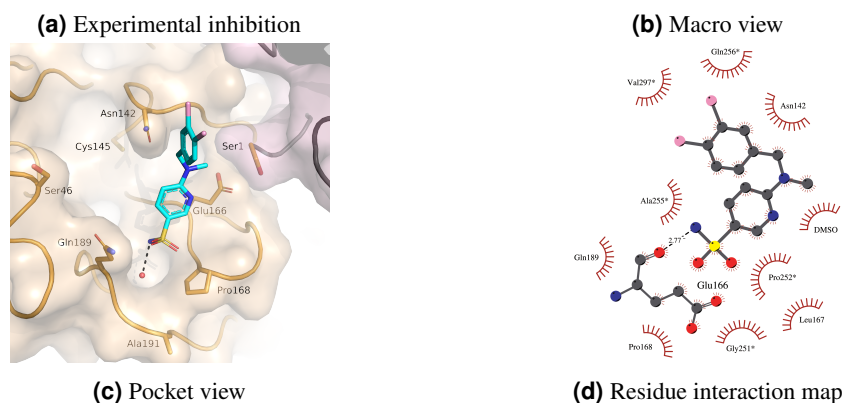 (a) Experimental inhibition
(b) Macro view
Asn142
Cys145
Ser1
Ser46
Glu166
Gln189
Pro168
Ala191
Gln256*
Val297*
Asn142
Ala255*
DMSO
2.77
Gln189
Pro252*
Glu166
Leu167
Pro168
Gly251*
(c) Pocket view
(d) Residue interaction map